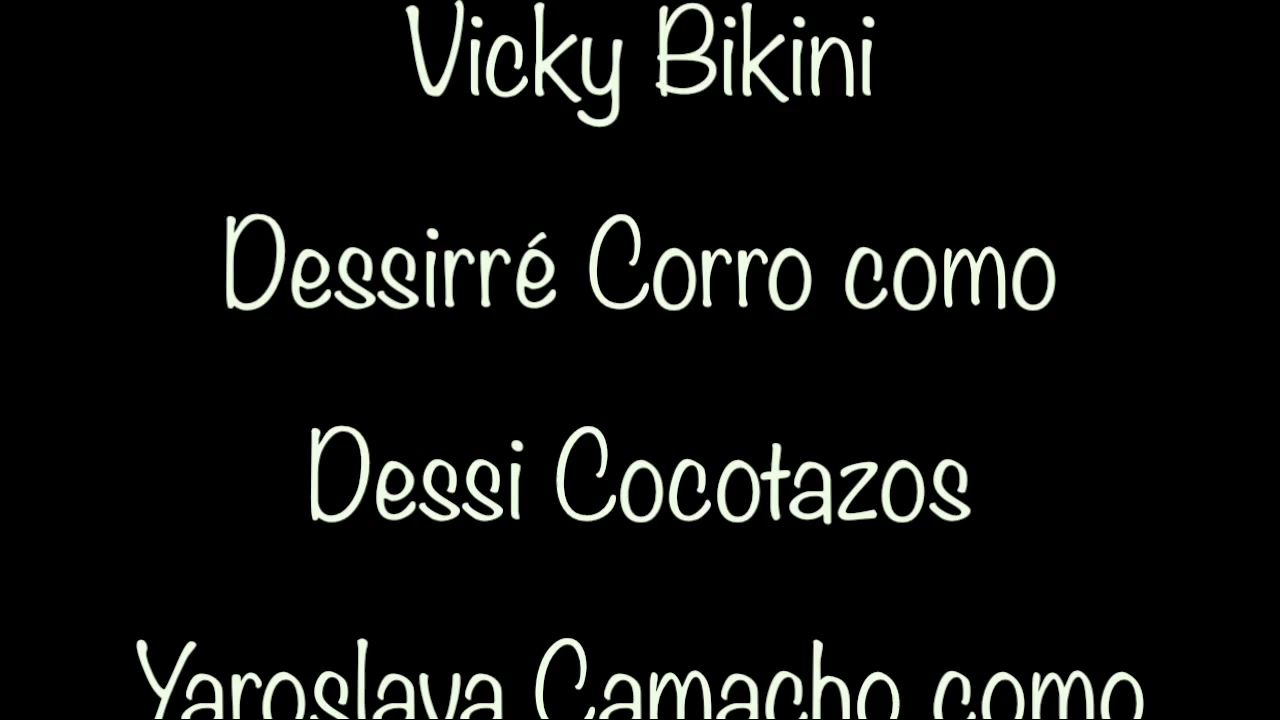 Vicky Bikini
Dessirré Corro como
Dessi Cocotazos
Yaroslava Camacho como